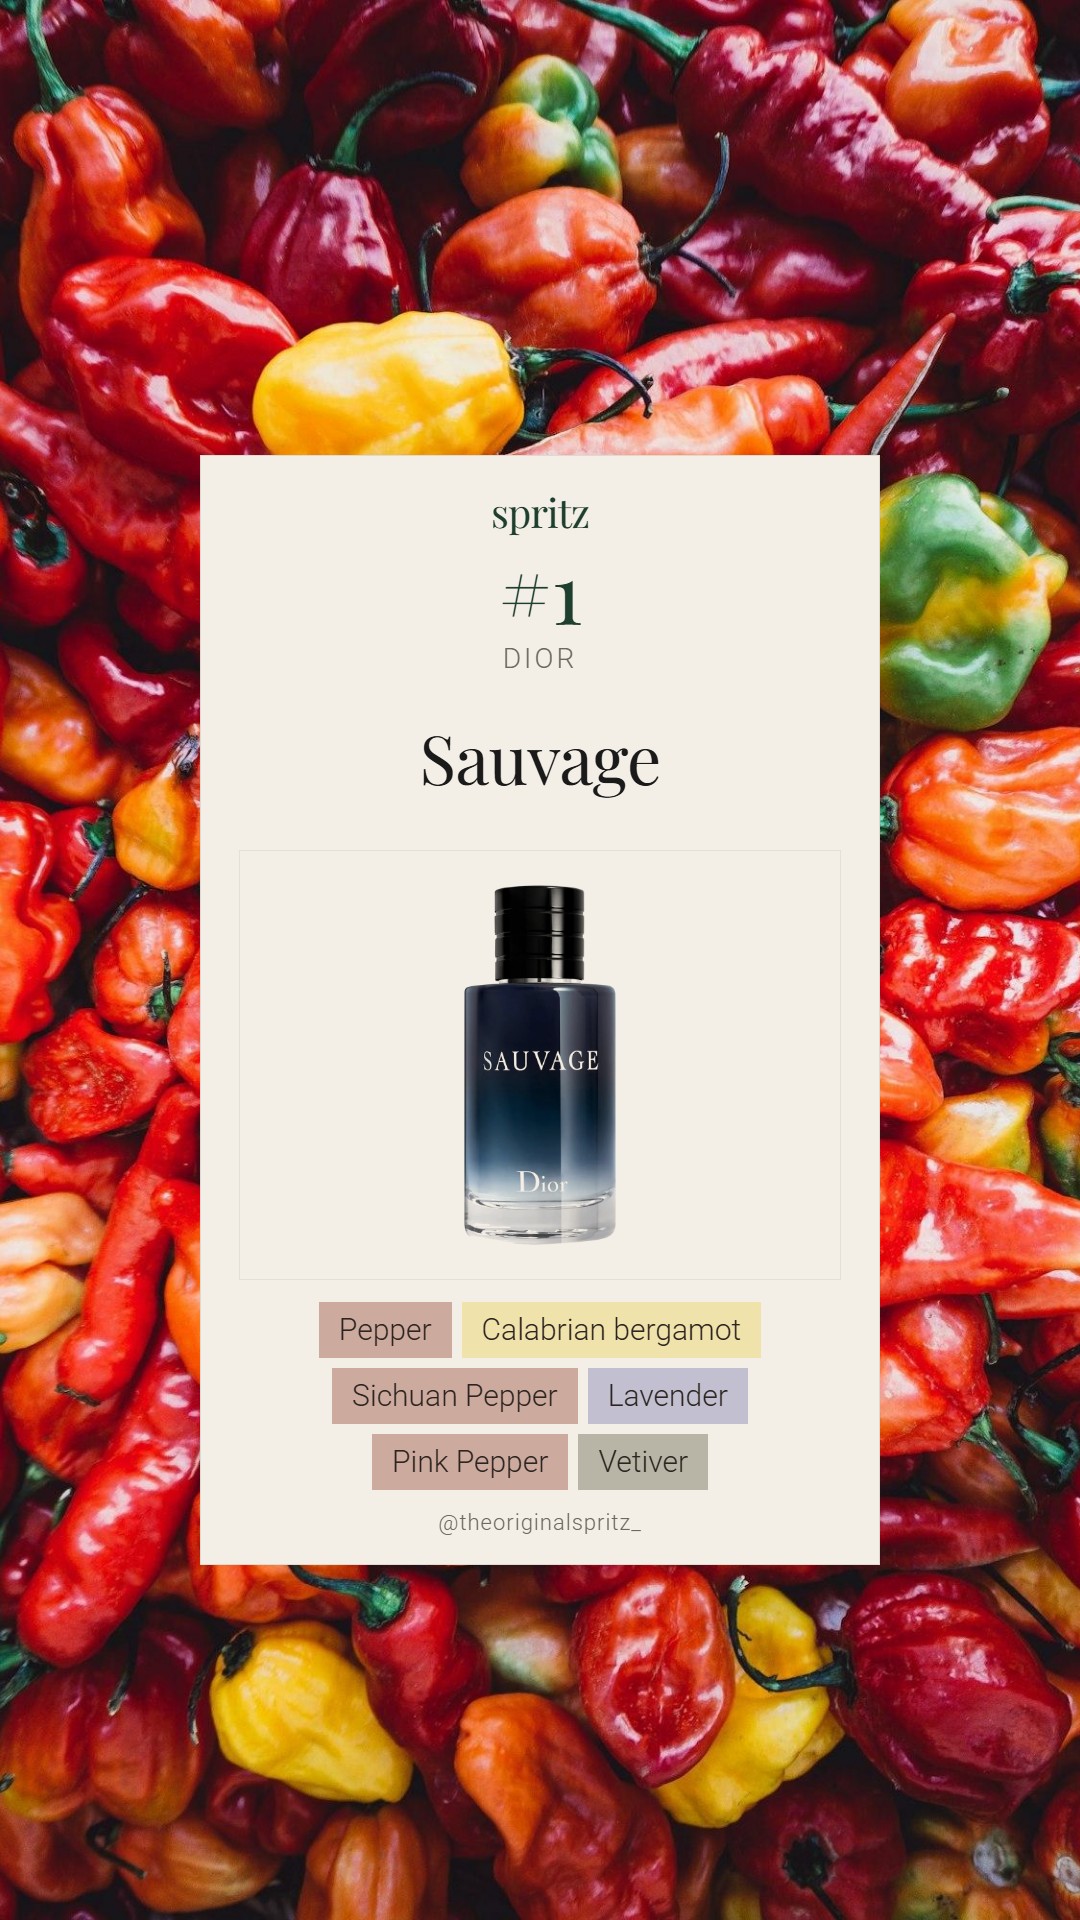 spritz
#1
DIOR
Sauvage
SAUVAGE
Dior
Pepper Calabrian bergamot
Sichuan Pepper Lavender
Pink Pepper Vetiver
@theoriginalspritz_